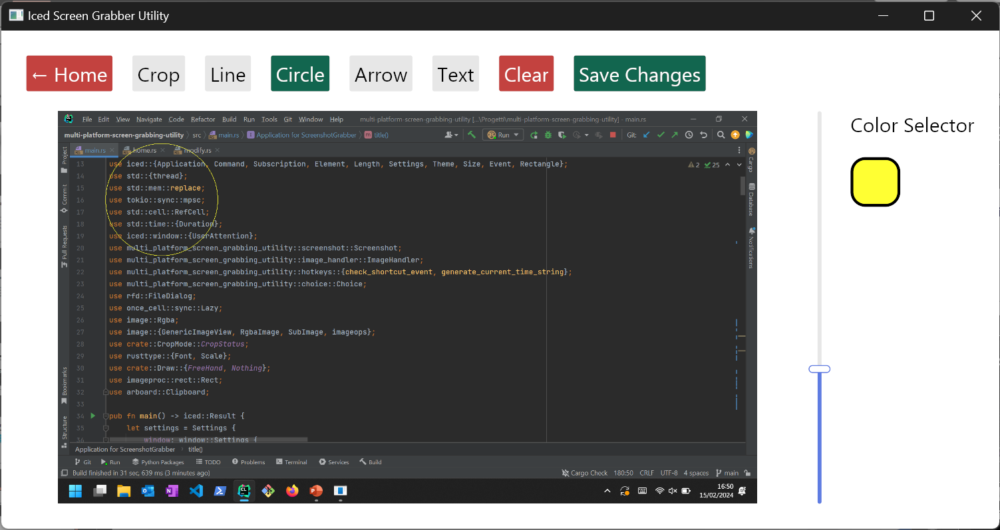 Iced Screen Grabber Utility
← Home Crop Line Circle Arrow Text Clear Save Changes
Color Selector
File Edit View Navigate Code Refactor Build Run Tools Git Window Help multi-platform-screen-grabbing-utility [...\Progetti\multi-platform-screen-grabbing-utility] - main.rs
multi-platform-screen-grabbing-utility src main.rs Application for ScreenshotGrabber title() Run Git:
main.rs home.rs modify.rs
Project
Commit
Pull Requests
Bookmarks
Structure
13 use iced::{Application, Command, Subscription, Element, Length, Settings, Theme, Size, Event, Rectangle};
14 use std::{thread};
15 use std::mem::replace;
16 use tokio::sync::mpsc;
17 use std::cell::RefCell;
18 use std::time::{Duration};
19 use iced::window::{UserAttention};
20 use multi_platform_screen_grabbing_utility::screenshot::Screenshot;
21 use multi_platform_screen_grabbing_utility::image_handler::ImageHandler;
22 use multi_platform_screen_grabbing_utility::hotkeys::{check_shortcut_event, generate_current_time_string};
23 use multi_platform_screen_grabbing_utility::choice::Choice;
24 use rfd::FileDialog;
25 use once_cell::sync::Lazy;
26 use image::Rgba;
27 use image::{GenericImageView, RgbaImage, SubImage, imageops};
28 use crate::CropMode::CropStatus;
29 use rusttype::{Font, Scale};
30 use crate::Draw::{FreeHand, Nothing};
31 use imageproc::rect::Rect;
32 use arboard::Clipboard;
33
34 pub fn main() -> iced::Result {
35 let settings = Settings {
36 window: window::Settings {
2 25
Cargo
Database
Notifications
Application for ScreenshotGrabber title()
Git Run Python Packages TODO Problems Terminal Services Build
Build finished in 31 sec, 639 ms (3 minutes ago) Cargo Check 180:50 CRLF UTF-8 4 spaces main
16:50
15/02/2024